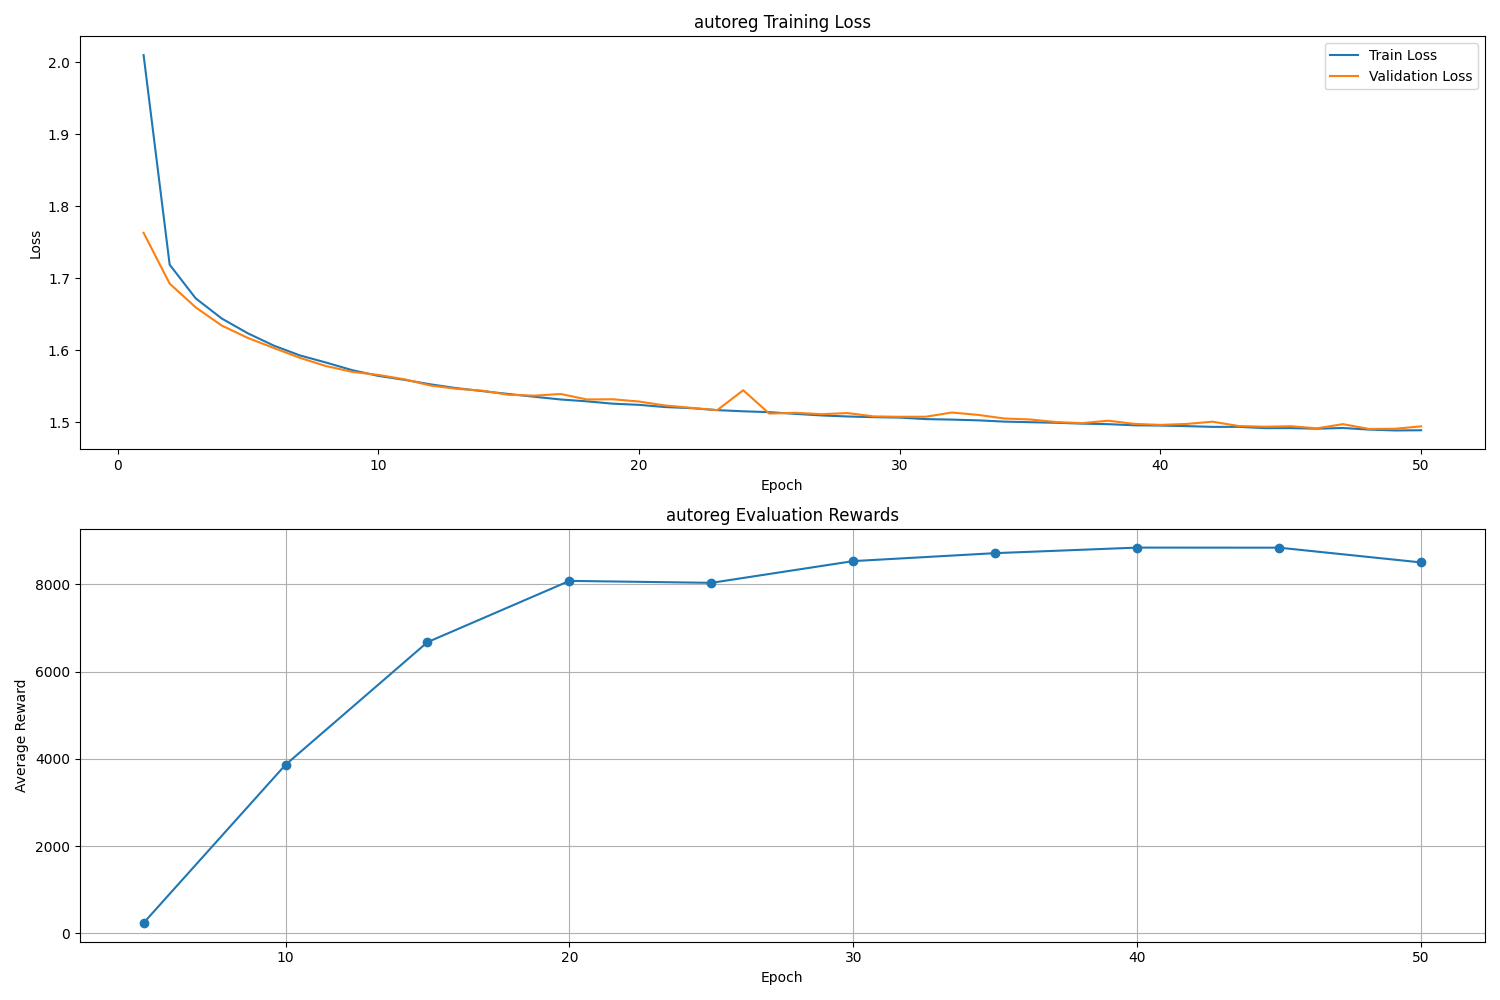 autoreg Training Loss
Train Loss
Validation Loss
2.0
1.9
1.8
1.7
1.6
1.5
Loss
0 10 20 30 40 50
Epoch
autoreg Evaluation Rewards
8000
6000
4000
2000
0
Average Reward
10 20 30 40 50
Epoch